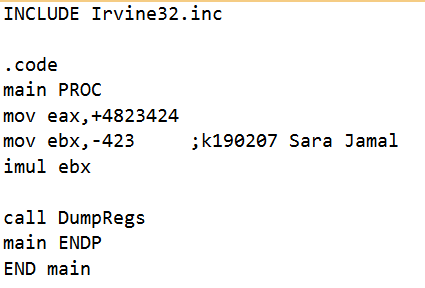 INCLUDE Irvine32.inc
.code
main PROC
mov eax,+4823424
mov ebx,-423     ;k190207 Sara Jamal
imul ebx
call DumpRegs
main ENDP
END main